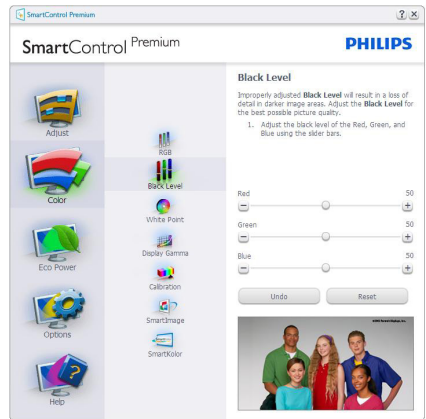 SmartControl Premium
SmartControl Premium
PHILIPS
Adjust
Color
Eco Power
Options
Help
RGB
Black Level
White Point
Display Gamma
Calibration
SmartImage
SmartKolor
Black Level
Improperly adjusted Black Level will result in a loss of
detail in darker image areas. Adjust the Black Level for
the best possible picture quality.
1. Adjust the black level of the Red, Green, and
Blue using the slider bars.
Red 50
Green 50
Blue 50
Undo Reset